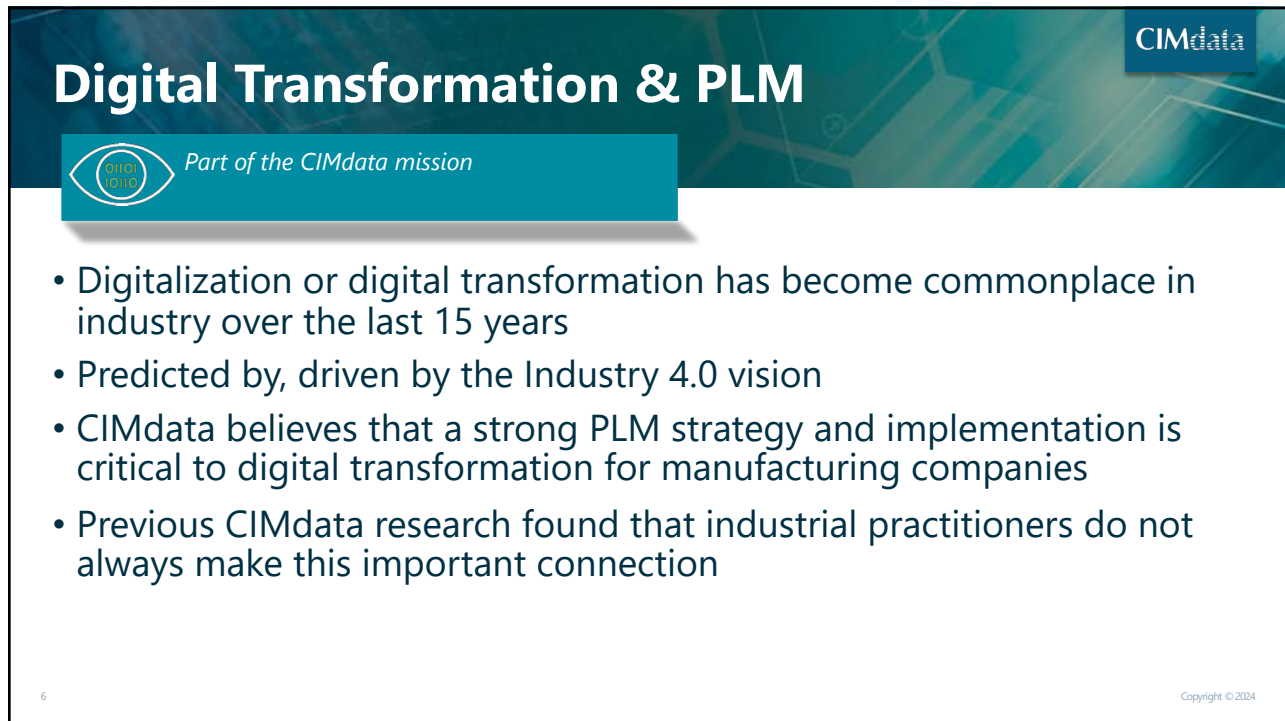 CIMdata
Digital Transformation & PLM
01101
10110
Part of the CIMdata mission
• Digitalization or digital transformation has become commonplace in
industry over the last 15 years
• Predicted by, driven by the Industry 4.0 vision
• CIMdata believes that a strong PLM strategy and implementation is
critical to digital transformation for manufacturing companies
• Previous CIMdata research found that industrial practitioners do not
always make this important connection
6
Copyright © 2024